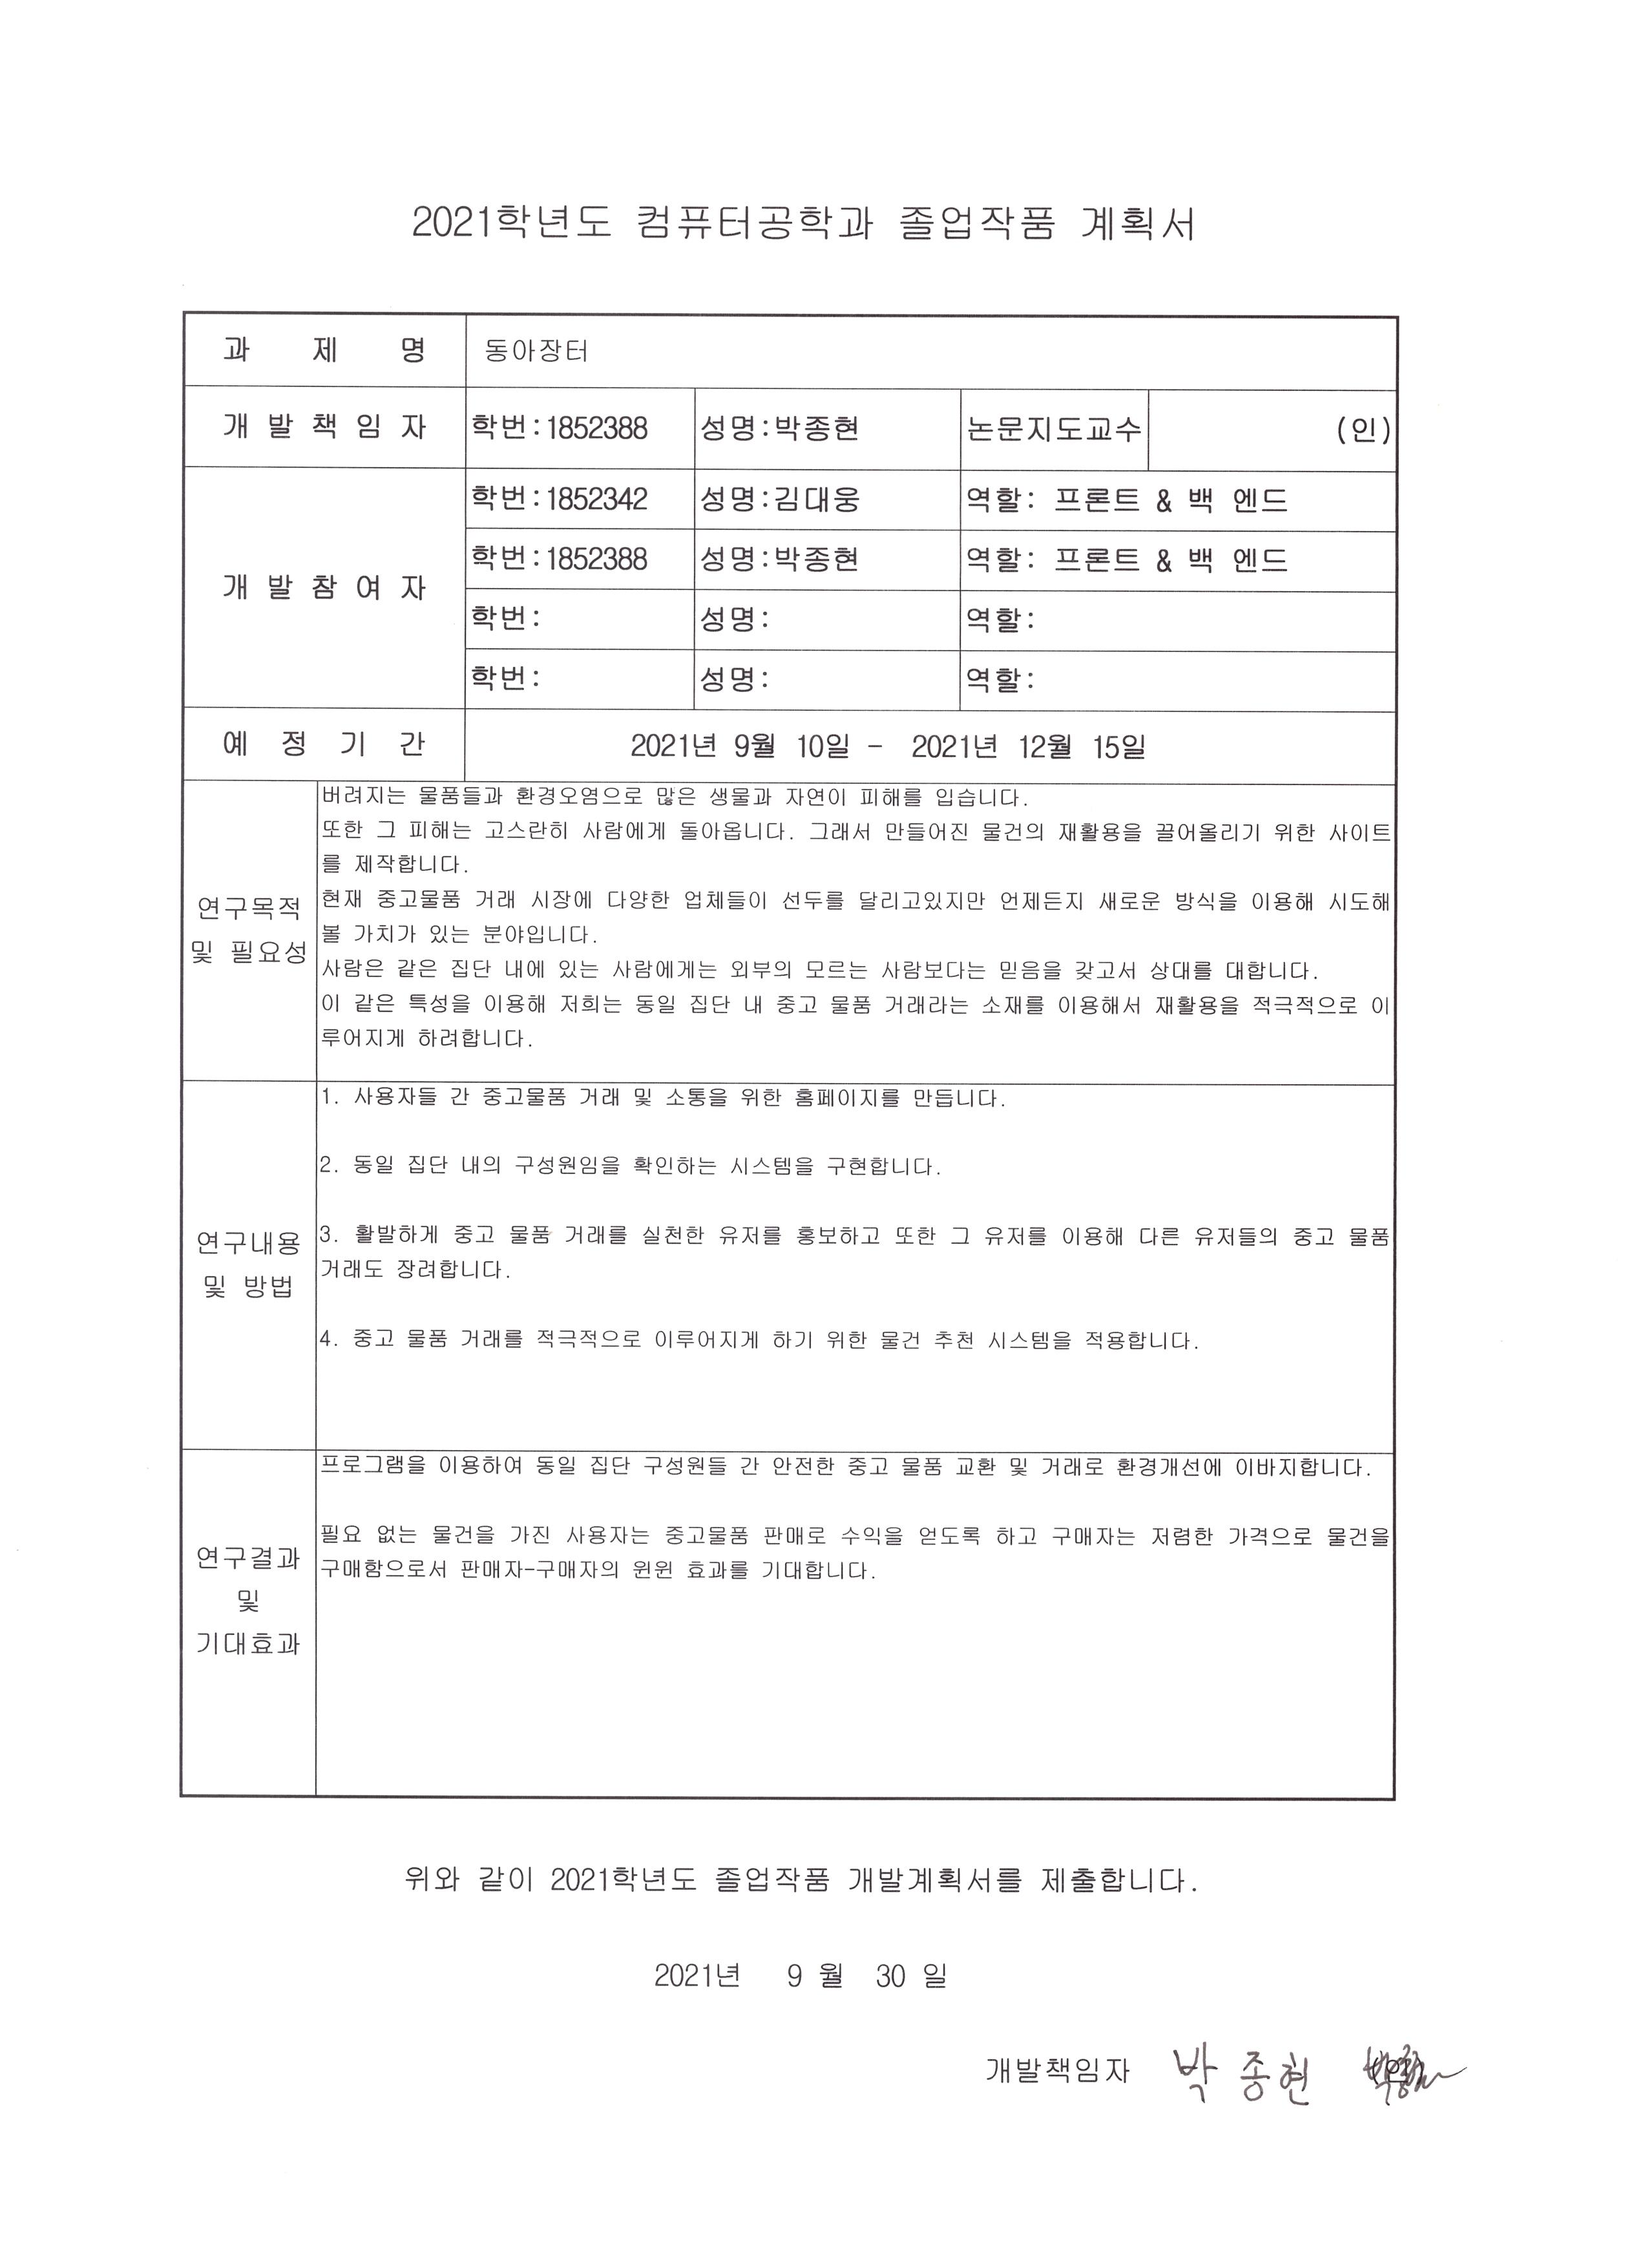 2021학년도 컴퓨터공학과 졸업작품 계획서
과 제 명 동아장터
개 발 책 임 자 학번:1852388 성명:박종현 논문지도교수 (인)
개 발 참 여 자
학번:1852342 성명:김대웅 역할: 프론트 & 백 엔드
학번:1852388 성명:박종현 역할: 프론트 & 백 엔드
학번: 성명: 역할:
학번: 성명: 역할:
예 정 기 간 2021년 9월 10일 - 2021년 12월 15일
연구목적
및 필요성
버려지는 물품들과 환경오염으로 많은 생물과 자연이 피해를 입습니다.
또한 그 피해는 고스란히 사람에게 돌아옵니다. 그래서 만들어진 물건의 재활용을 끌어올리기 위한 사이트
를 제작합니다.
현재 중고물품 거래 시장에 다양한 업체들이 선두를 달리고있지만 언제든지 새로운 방식을 이용해 시도해
볼 가치가 있는 분야입니다.
사람은 같은 집단 내에 있는 사람에게는 외부의 모르는 사람보다는 믿음을 갖고서 상대를 대합니다.
이 같은 특성을 이용해 저희는 동일 집단 내 중고 물품 거래라는 소재를 이용해서 재활용을 적극적으로 이
루어지게 하려합니다.
연구내용
및 방법
1. 사용자들 간 중고물품 거래 및 소통을 위한 홈페이지를 만듭니다.
2. 동일 집단 내의 구성원임을 확인하는 시스템을 구현합니다.
3. 활발하게 중고 물품 거래를 실천한 유저를 홍보하고 또한 그 유저를 이용해 다른 유저들의 중고 물품
거래도 장려합니다.
4. 중고 물품 거래를 적극적으로 이루어지게 하기 위한 물건 추천 시스템을 적용합니다.
연구결과
및
기대효과
프로그램을 이용하여 동일 집단 구성원들 간 안전한 중고 물품 교환 및 거래로 환경개선에 이바지합니다.
필요 없는 물건을 가진 사용자는 중고물품 판매로 수익을 얻도록 하고 구매자는 저렴한 가격으로 물건을
구매함으로서 판매자-구매자의 윈윈 효과를 기대합니다.
위와 같이 2021학년도 졸업작품 개발계획서를 제출합니다.
2021년 9 월 30 일
개발책임자 박 종 현